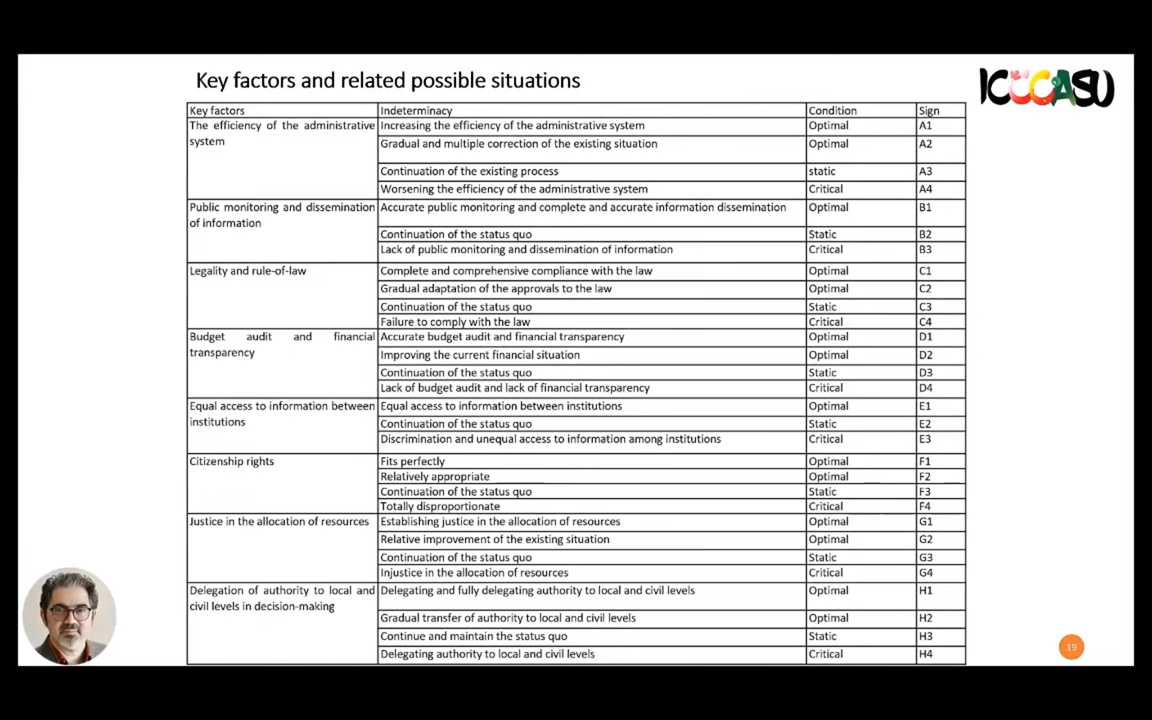 Key factors and related possible situations
ICCCASU
Key factors Indeterminacy Condition Sign
The efficiency of the administrative system Increasing the efficiency of the administrative system Optimal A1
Gradual and multiple correction of the existing situation Optimal A2
Continuation of the existing process static A3
Worsening the efficiency of the administrative system Critical A4
Public monitoring and dissemination of information Accurate public monitoring and complete and accurate information dissemination Optimal B1
Continuation of the status quo Static B2
Lack of public monitoring and dissemination of information Critical B3
Legality and rule-of-law Complete and comprehensive compliance with the law Optimal C1
Gradual adaptation of the approvals to the law Optimal C2
Continuation of the status quo Static C3
Failure to comply with the law Critical C4
Budget audit and financial transparency Accurate budget audit and financial transparency Optimal D1
Improving the current financial situation Optimal D2
Continuation of the status quo Static D3
Lack of budget audit and lack of financial transparency Critical D4
Equal access to information between institutions Equal access to information between institutions Optimal E1
Continuation of the status quo Static E2
Discrimination and unequal access to information among institutions Critical E3
Citizenship rights Fits perfectly Optimal F1
Relatively appropriate Optimal F2
Continuation of the status quo Static F3
Totally disproportionate Critical F4
Justice in the allocation of resources Establishing justice in the allocation of resources Optimal G1
Relative improvement of the existing situation Optimal G2
Continuation of the status quo Static G3
Injustice in the allocation of resources Critical G4
Delegation of authority to local and civil levels in decision-making Delegating and fully delegating authority to local and civil levels Optimal H1
Gradual transfer of authority to local and civil levels Optimal H2
Continue and maintain the status quo Static H3
Delegating authority to local and civil levels Critical H4
19